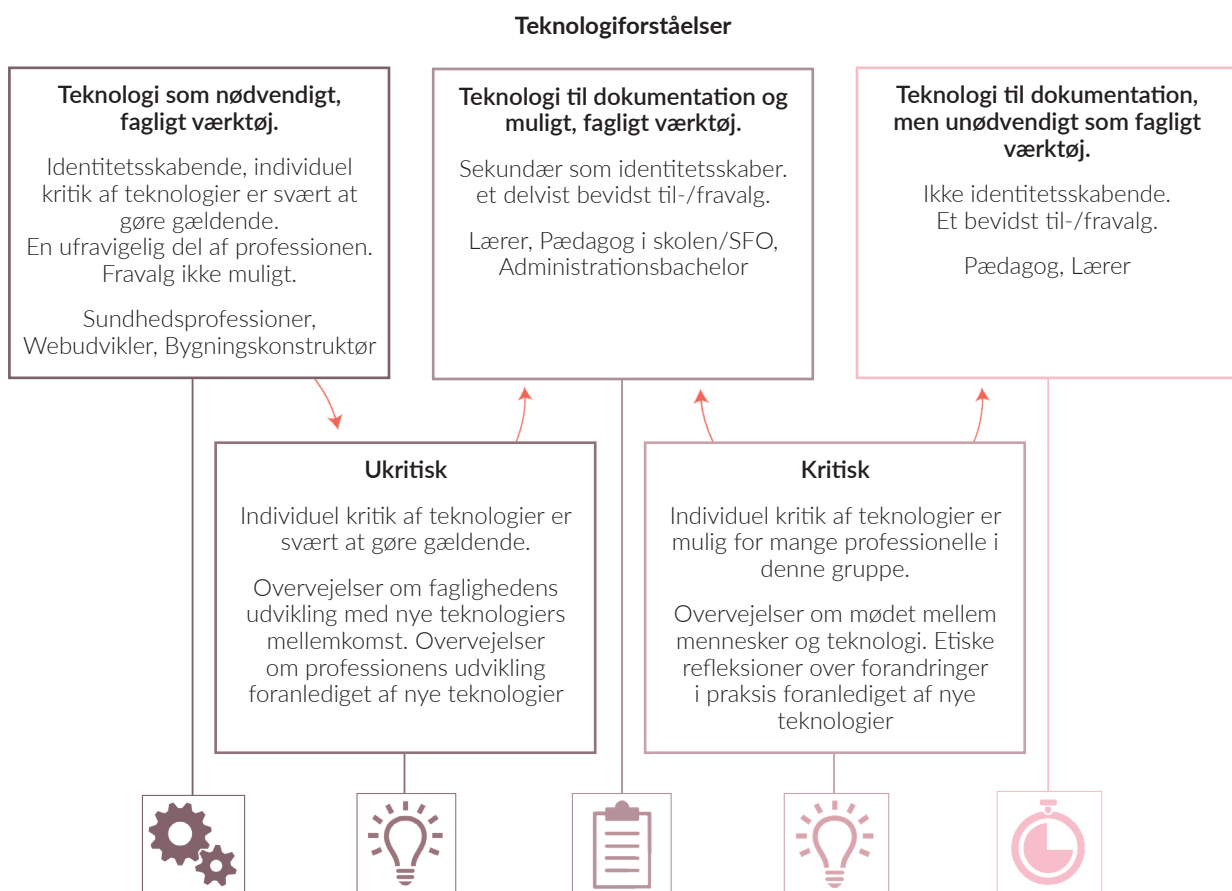 Teknologiforståelser
Teknologi som nødvendigt,
fagligt værktøj.
Identitetsskabende, individuel
kritik af teknologier er svært at
gøre gældende.
En ufravigelig del af professionen.
Fravalg ikke muligt.
Sundhedsprofessioner,
Webudvikler, Bygningskonstruktør
Teknologi til dokumentation og
muligt, fagligt værktøj.
Sekundær som identitetsskaber.
et delvist bevidst til-/fravalg.
Lærer, Pædagog i skolen/SFO,
Administrationsbachelor
Teknologi til dokumentation,
men unødvendigt som fagligt
værktøj.
Ikke identitetsskabende.
Et bevidst til-/fravalg.
Pædagog, Lærer
Ukritisk
Individuel kritik af teknologier er
svært at gøre gældende.
Overvejelser om faglighedens
udvikling med nye teknologiers
mellemkomst. Overvejelser
om professionens udvikling
foranlediget af nye teknologier
Kritisk
Individuel kritik af teknologier er
mulig for mange professionelle i
denne gruppe.
Overvejelser om mødet mellem
mennesker og teknologi. Etiske
refleksioner over forandringer
i praksis foranlediget af nye
teknologier